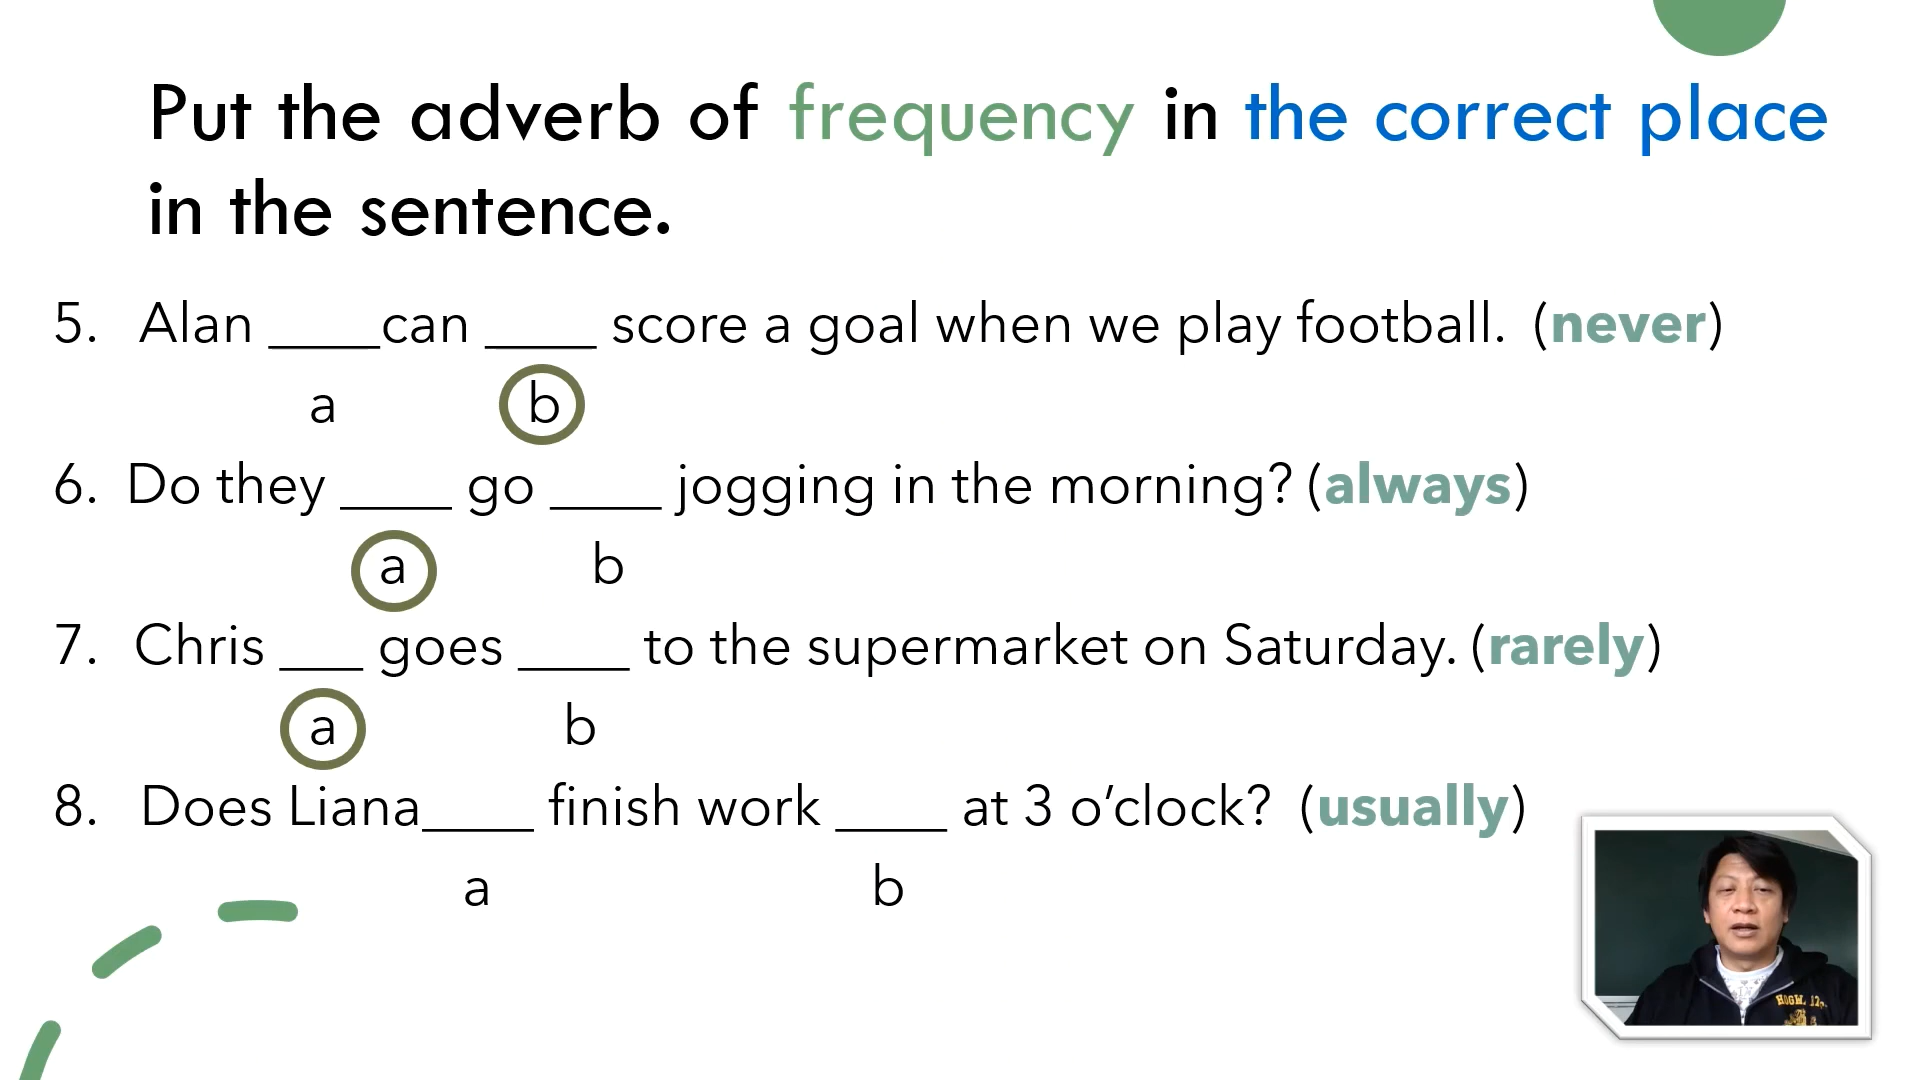 Put the adverb of frequency in the correct place
in the sentence.
5. Alan ____can ____ score a goal when we play football. (never)
a b
6. Do they ____ go ____ jogging in the morning? (always)
a b
7. Chris ___ goes ____ to the supermarket on Saturday. (rarely)
a b
8. Does Liana____ finish work ____ at 3 o’clock? (usually)
a b